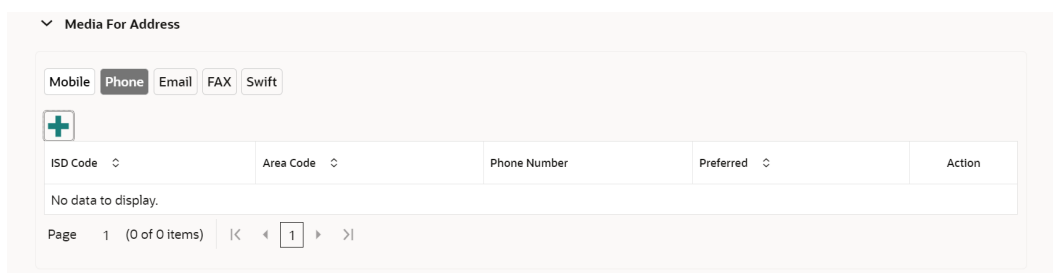 Media For Address
Mobile Phone Email FAX Swift
ISD Code Area Code Phone Number Preferred Action
No data to display.
Page 1 (0 of 0 items) 1